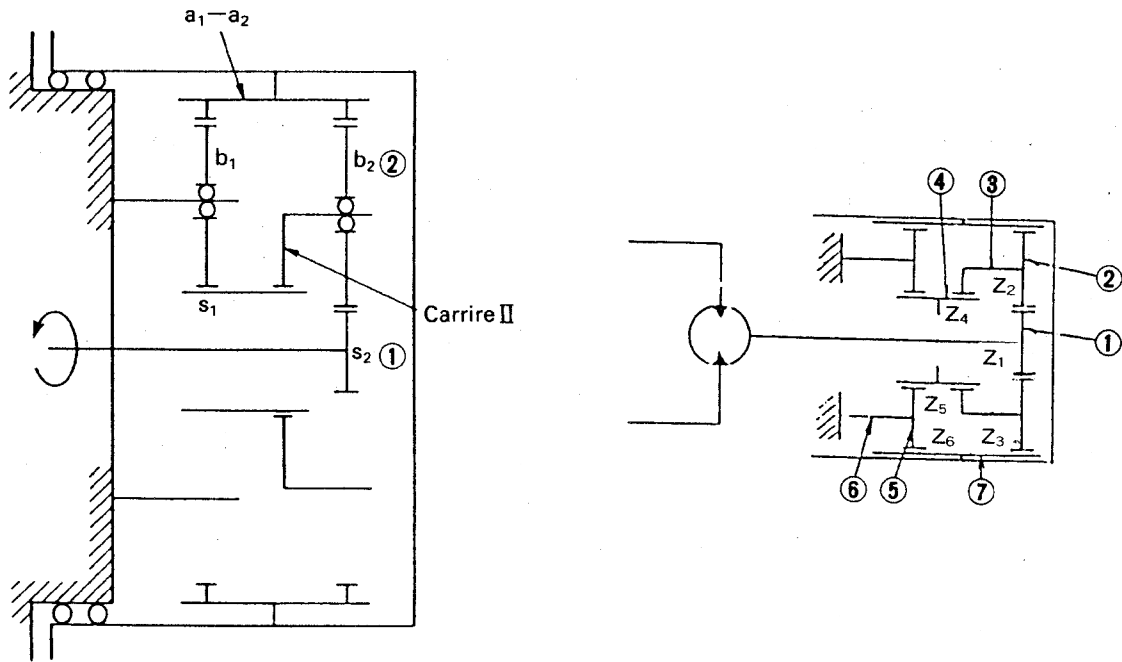 a₁—a₂
b₁
b₂ ②
s₁
Carrire II
s₂ ①
④ ③
②
Z₂
Z₄
①
Z₁
Z₅
Z₆ Z₃
⑥ ⑤ ⑦